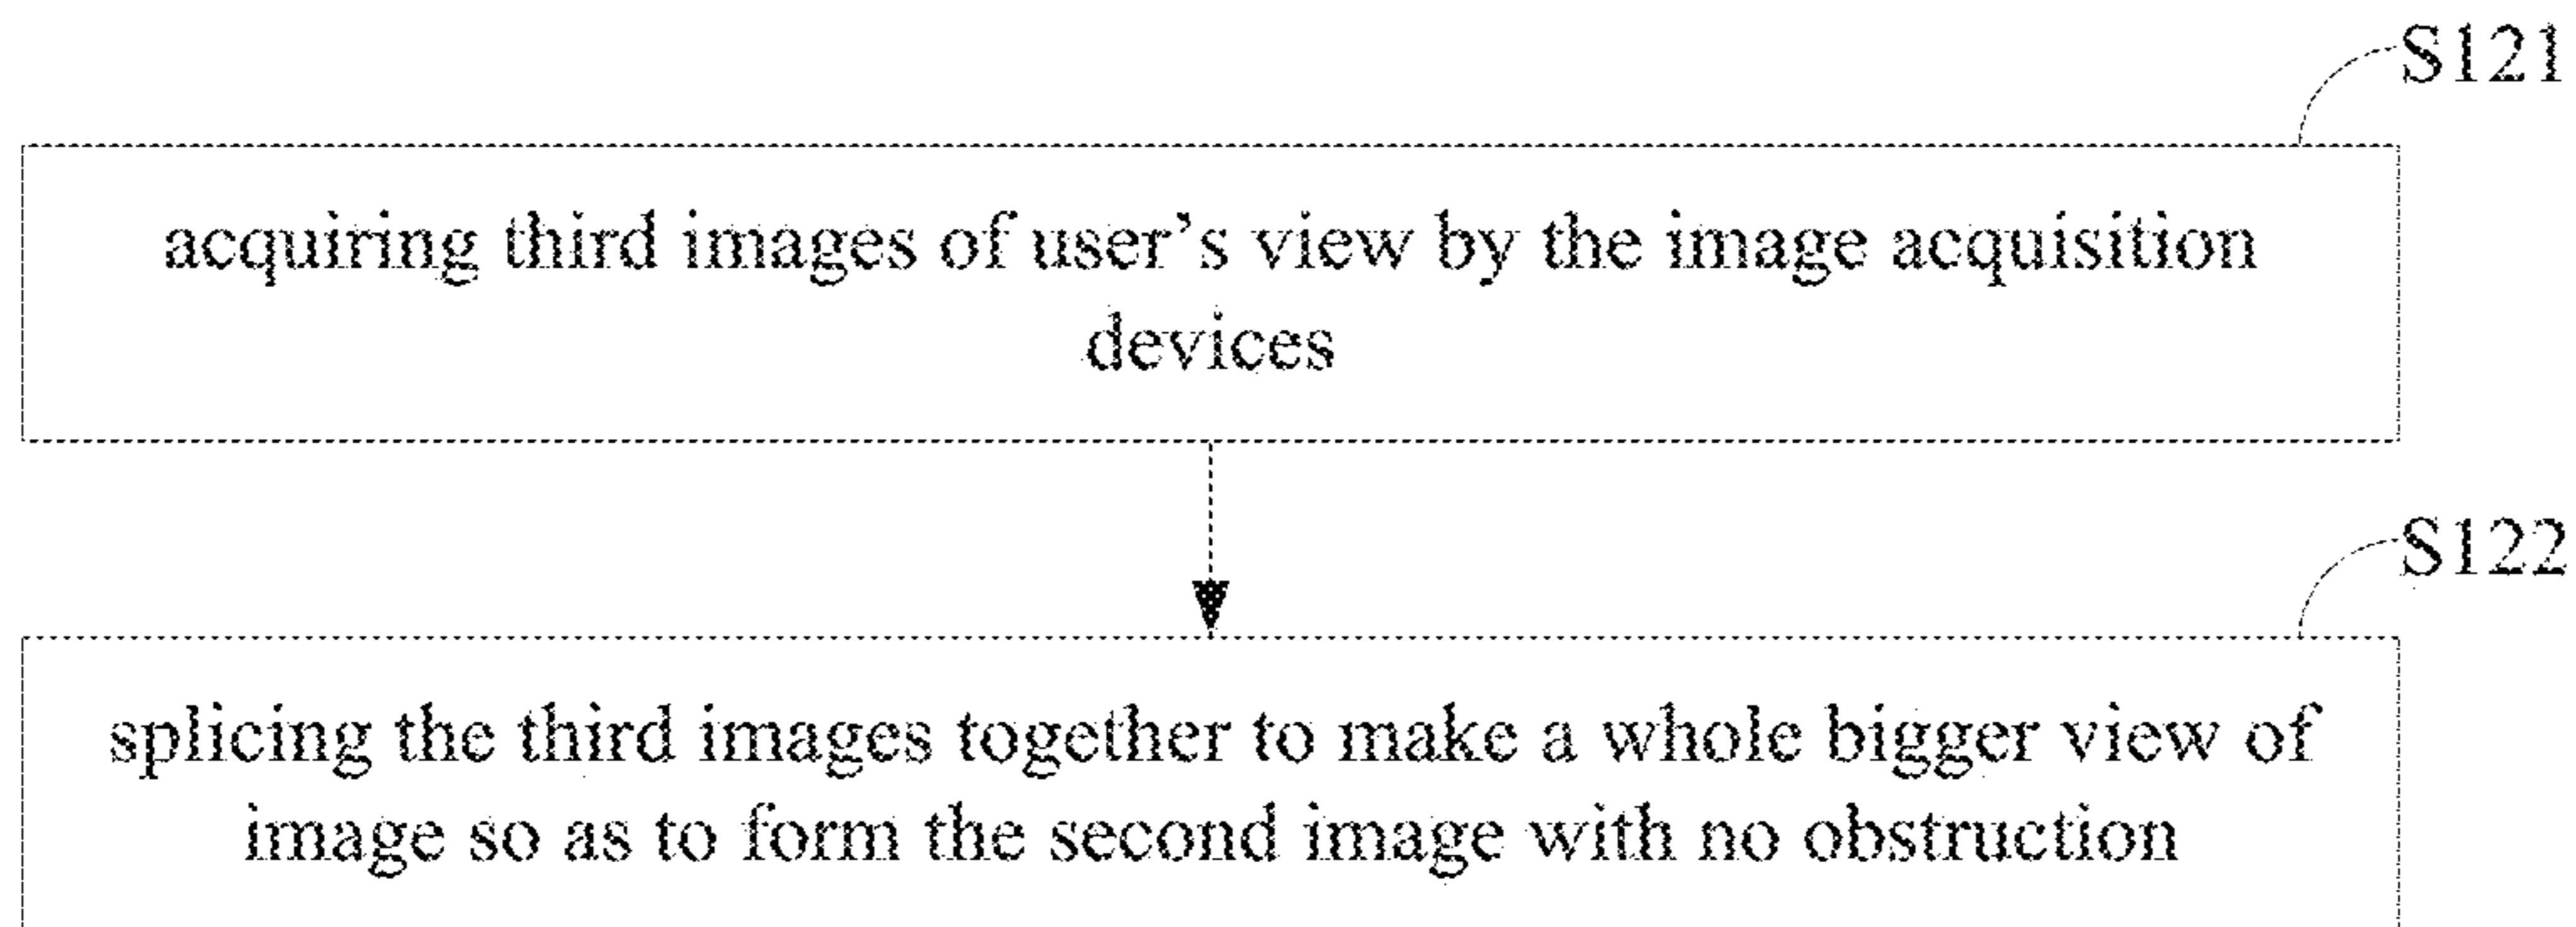 S121
acquiring third images of user’s view by the image acquisition
devices
S122
splicing the third images together to make a whole bigger view of
image so as to form the second image with no obstruction